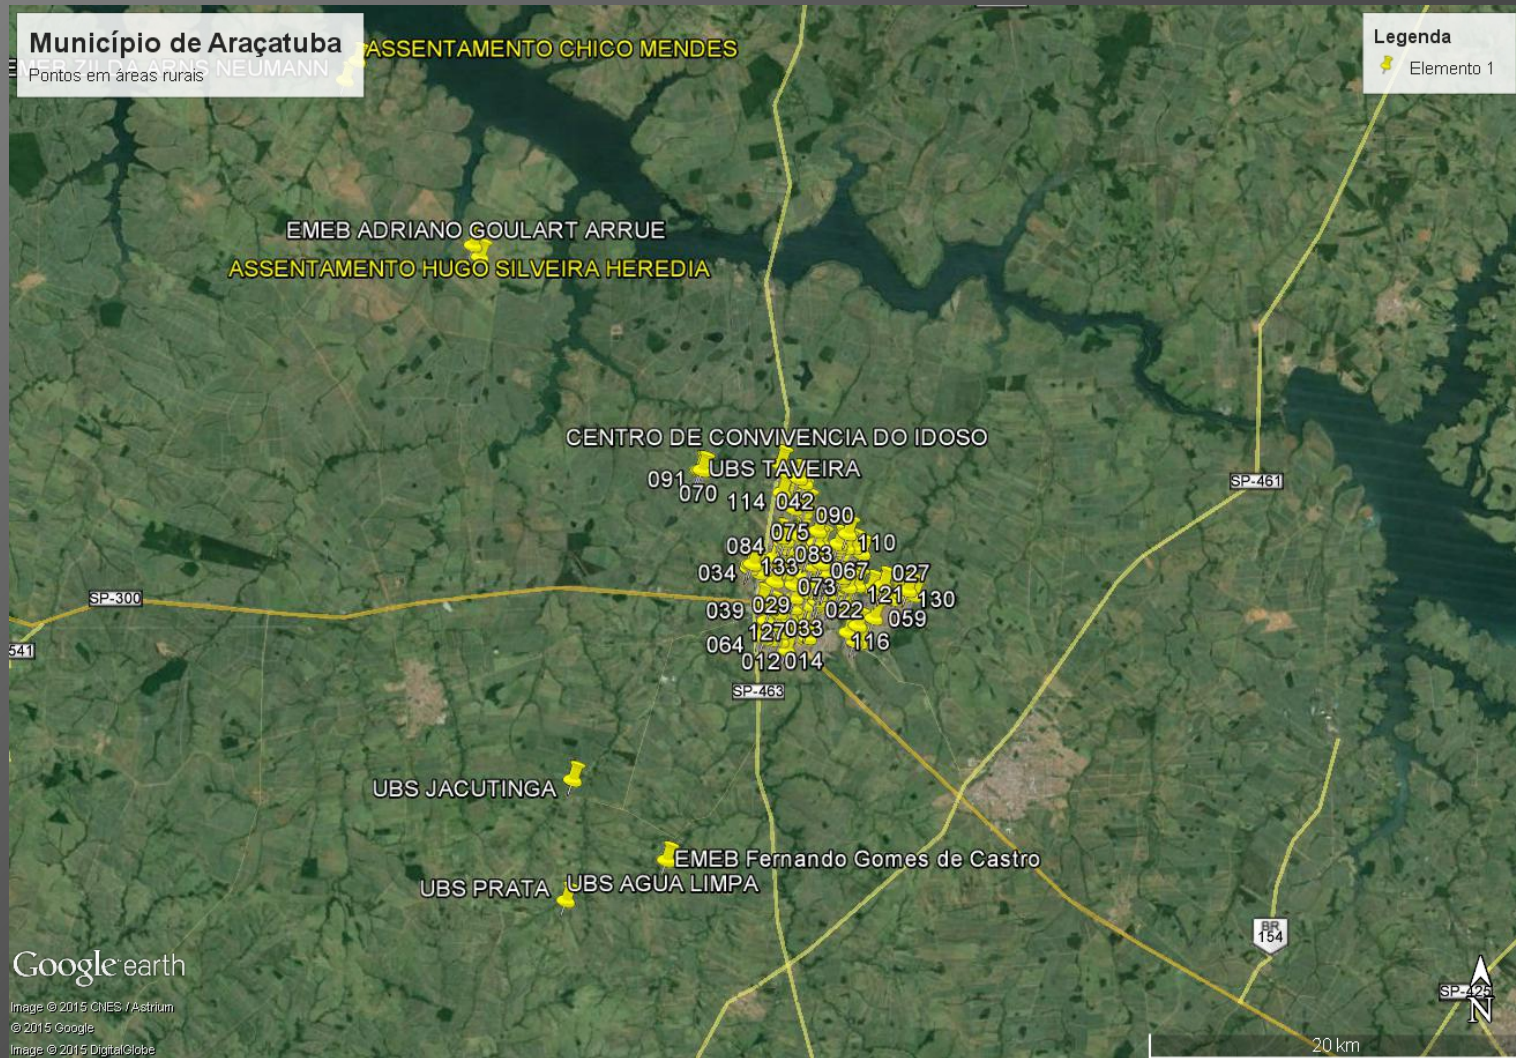 Município de Araçatuba
Pontos em áreas rurais
Legenda
Elemento 1
ASSENTAMENTO CHICO MENDES
EMEB ZILDA ARNS NEUMANN
EMEB ADRIANO GOULART ARRUE
ASSENTAMENTO HUGO SILVEIRA HEREDIA
CENTRO DE CONVIVENCIA DO IDOSO
UBS TAVEIRA
091
070
114
042
090
075
084
083
110
034
133
067
027
073
121
130
039
029
022
059
064
127
033
116
012
014
SP-461
SP-300
541
SP-463
UBS JACUTINGA
EMEB Fernando Gomes de Castro
UBS PRATA
UBS AGUA LIMPA
BR
154
SP-425
N
Google earth
Image © 2015 CNES / Astrium
© 2015 Google
Image © 2015 DigitalGlobe
20 km